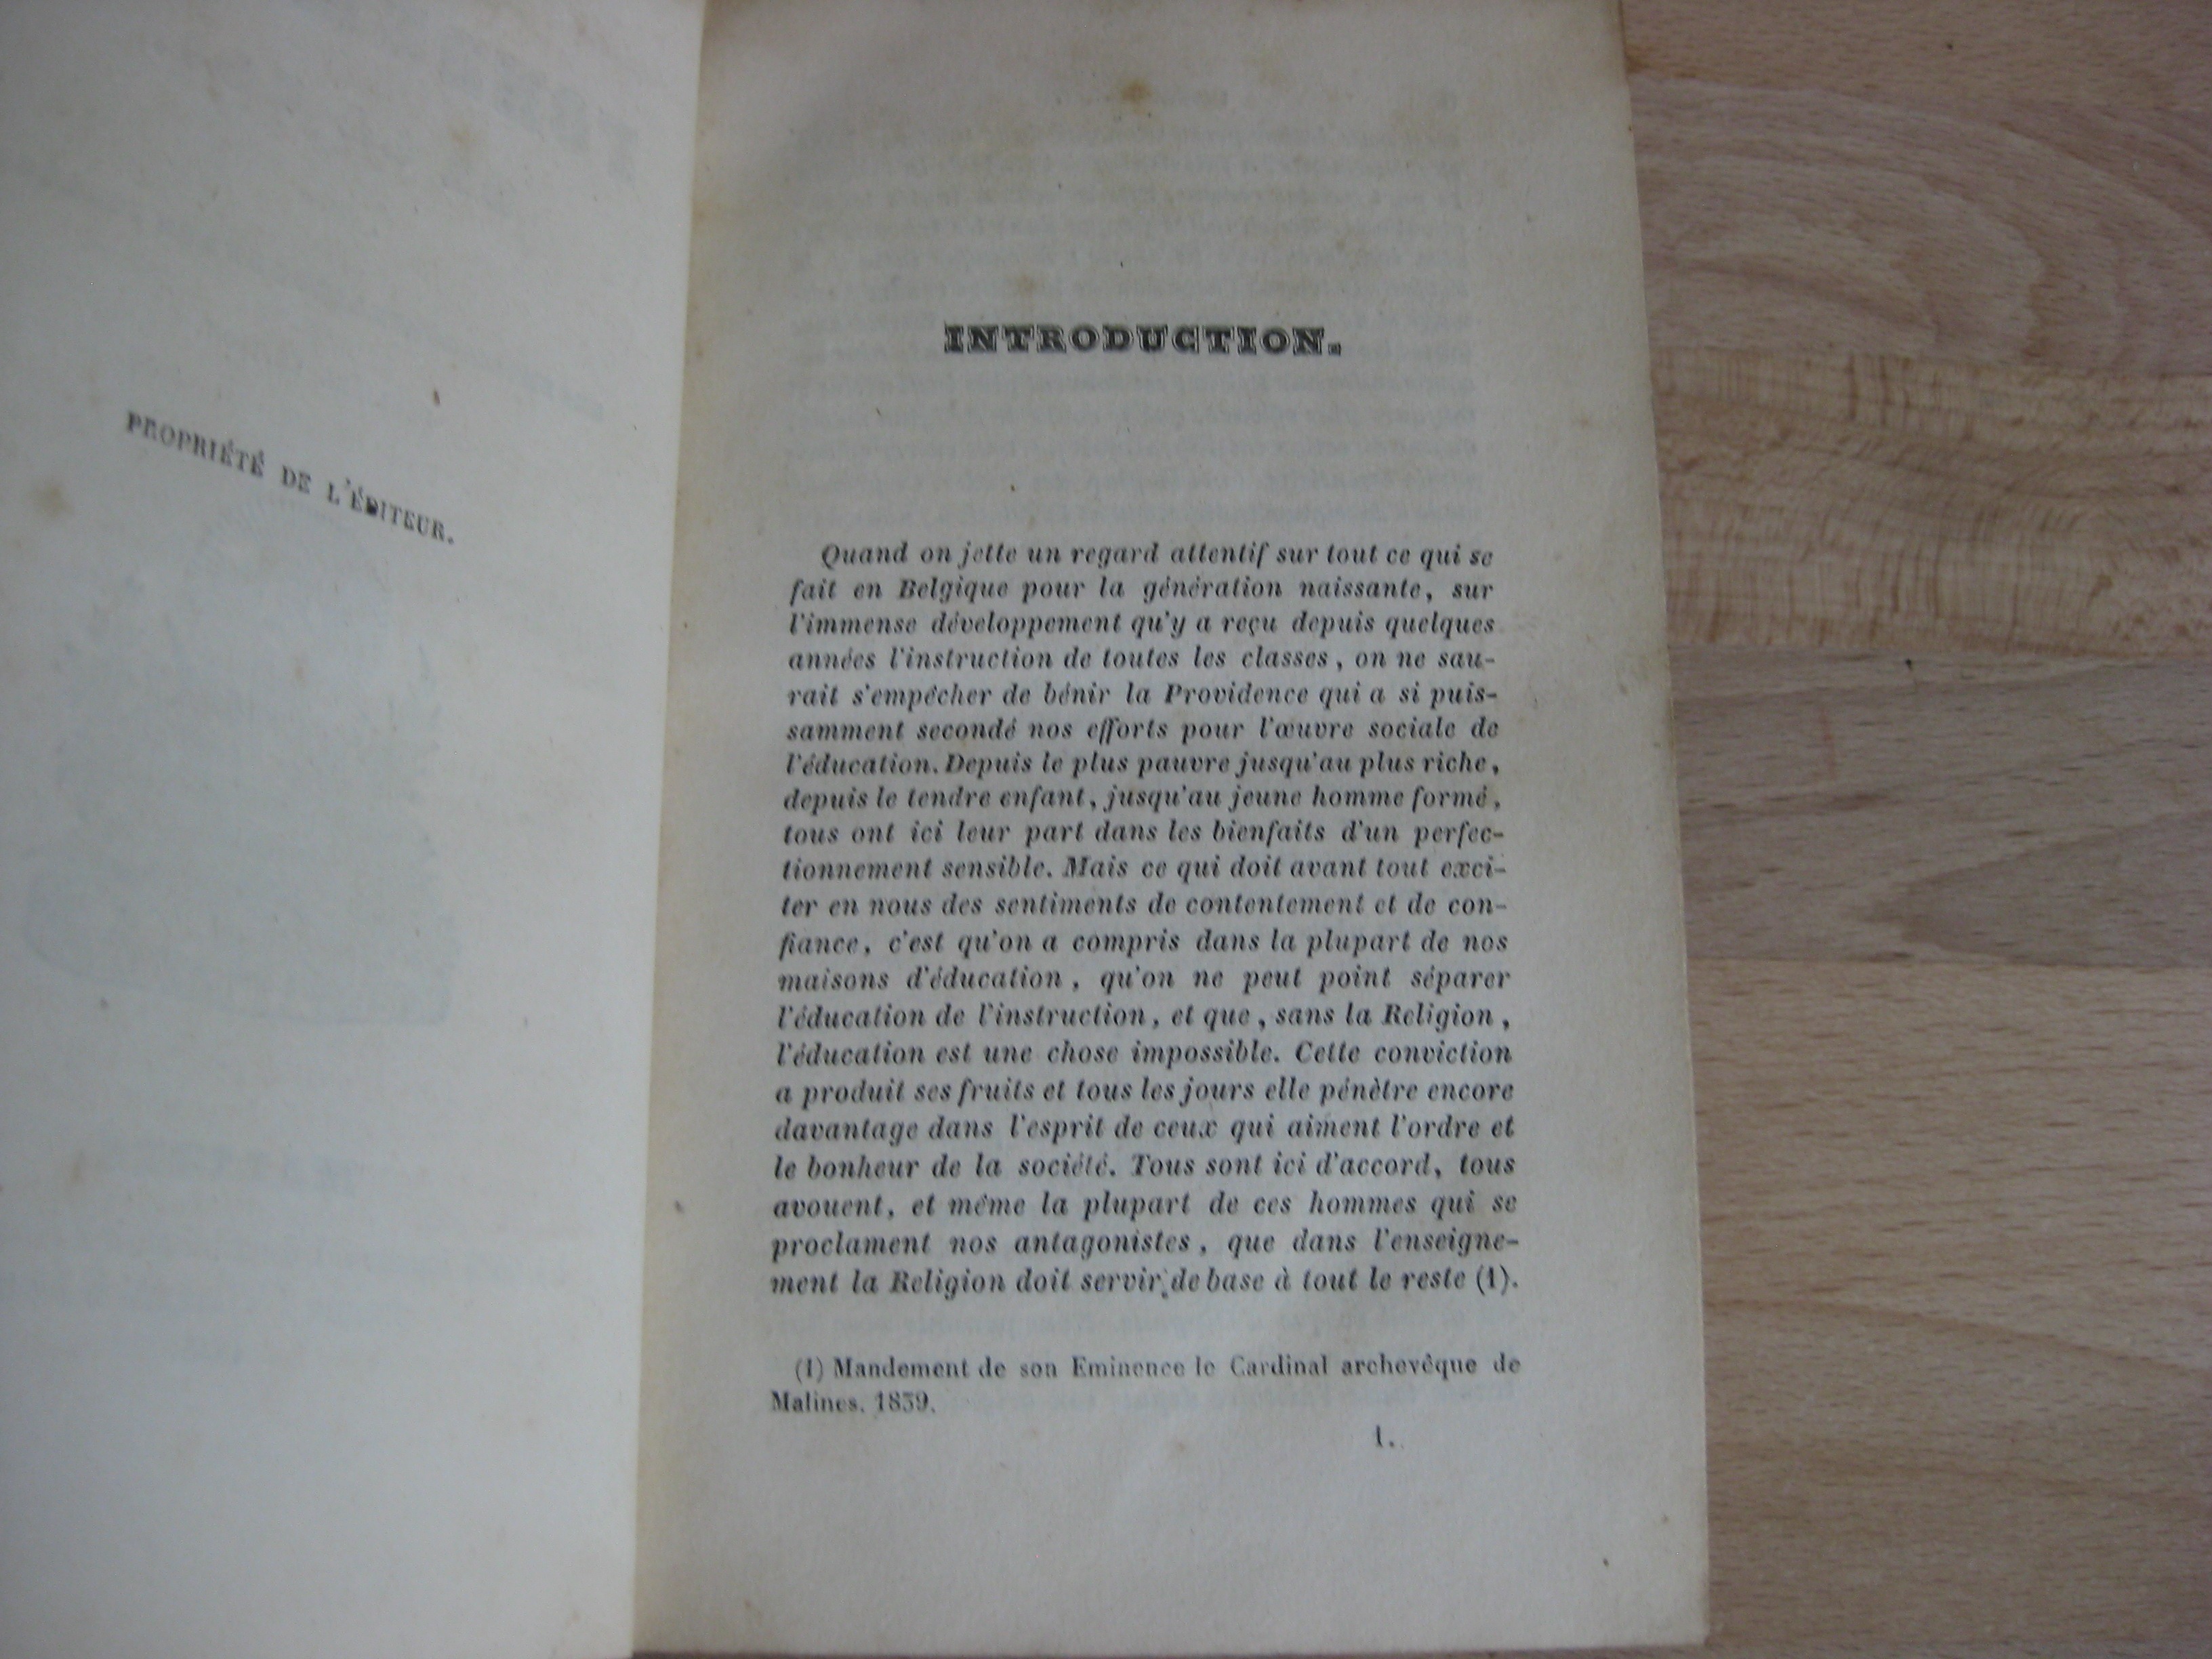 PROPRIÉTÉ DE L'ÉDITEUR.
INTRODUCTION.
Quand on jette un regard attentif sur tout ce qui se
fait en Belgique pour la génération naissante, sur
l'immense développement qu'y a reçu depuis quelques
années l'instruction de toutes les classes, on ne sau-
rait s'empêcher de bénir la Providence qui a si puis-
samment secondé nos efforts pour l'œuvre sociale de
l'éducation. Depuis le plus pauvre jusqu'au plus riche,
depuis le tendre enfant, jusqu'au jeune homme formé,
tous ont ici leur part dans les bienfaits d'un perfec-
tionnement sensible. Mais ce qui doit avant tout exci-
ter en nous des sentiments de contentement et de con-
fiance, c'est qu'on a compris dans la plupart de nos
maisons d'éducation, qu'on ne peut point séparer
l'éducation de l'instruction, et que, sans la Religion,
l'éducation est une chose impossible. Cette conviction
a produit ses fruits et tous les jours elle pénètre encore
davantage dans l'esprit de ceux qui aiment l'ordre et
le bonheur de la société. Tous sont ici d'accord, tous
avouent, et même la plupart de ces hommes qui se
proclament nos antagonistes, que dans l'enseigne-
ment la Religion doit servir de base à tout le reste (1).
(1) Mandement de son Eminence le Cardinal archevêque de
Malines. 1839.
1.